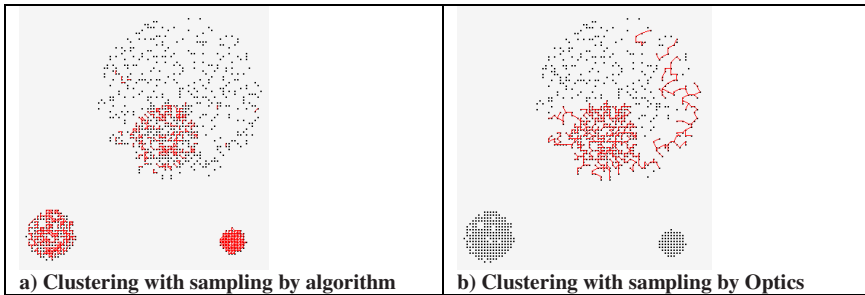 a) Clustering with sampling by algorithm
b) Clustering with sampling by Optics